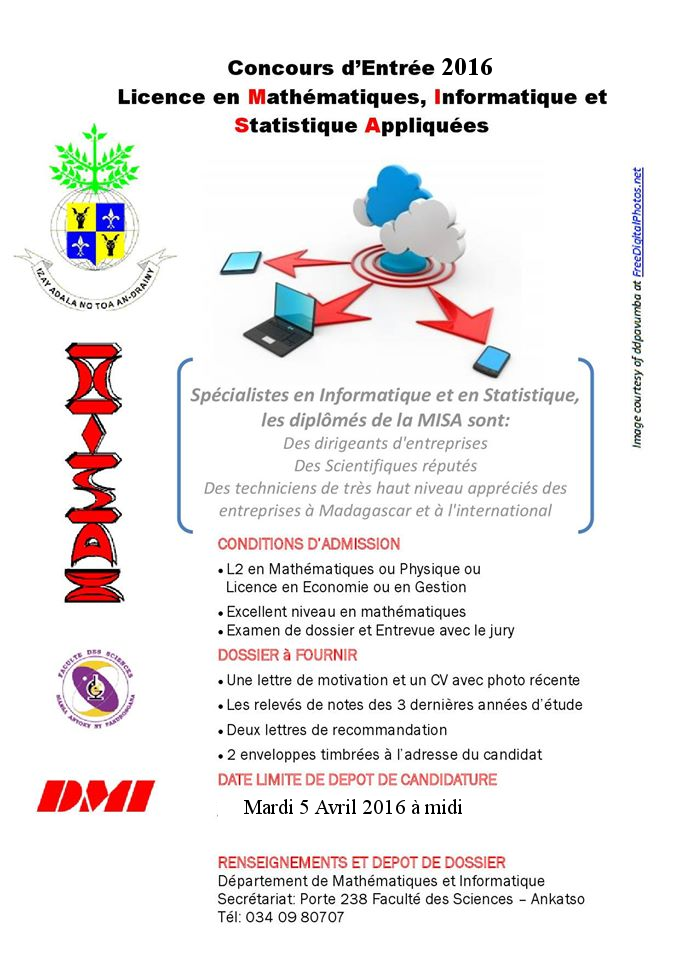 Concours d'Entrée 2016
Licence en Mathématiques, Informatique et
Statistique Appliquées
IZAY ADALA NO TOA AN-DRAINY
Image courtesy of ddpavumba at FreeDigitalPhotos.net
Spécialistes en Informatique et en Statistique,
les diplômés de la MISA sont:
Des dirigeants d'entreprises
Des Scientifiques réputés
Des techniciens de très haut niveau appréciés des
entreprises à Madagascar et à l'international
CONDITIONS D'ADMISSION
• L2 en Mathématiques ou Physique ou
Licence en Economie ou en Gestion
• Excellent niveau en mathématiques
• Examen de dossier et Entrevue avec le jury
DOSSIER à FOURNIR
• Une lettre de motivation et un CV avec photo récente
• Les relevés de notes des 3 dernières années d'étude
• Deux lettres de recommandation
• 2 enveloppes timbrées à l'adresse du candidat
DATE LIMITE DE DEPOT DE CANDIDATURE
Mardi 5 Avril 2016 à midi
RENSEIGNEMENTS ET DEPOT DE DOSSIER
Département de Mathématiques et Informatique
Secrétariat: Porte 238 Faculté des Sciences – Ankatso
Tél: 034 09 80707
FACULTE DES SCIENCES
DMI